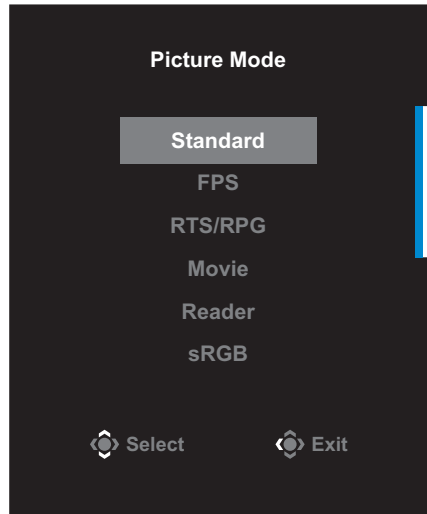 Picture Mode
Standard
FPS
RTS/RPG
Movie
Reader
sRGB
Select Exit